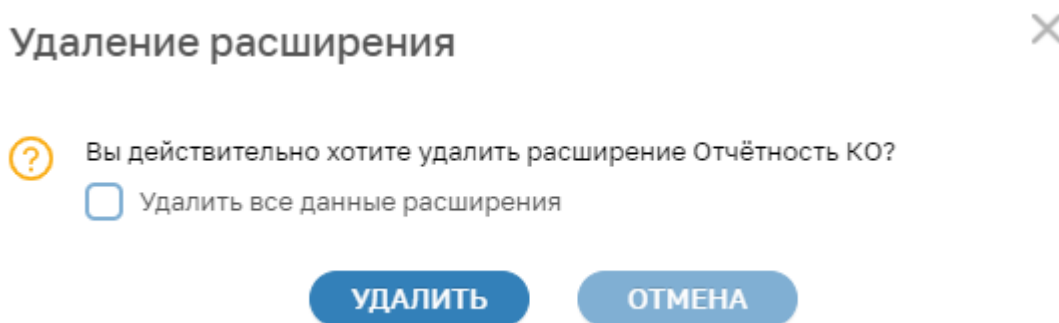 Удаление расширения
Вы действительно хотите удалить расширение Отчётность КО?
Удалить все данные расширения
УДАЛИТЬ ОТМЕНА